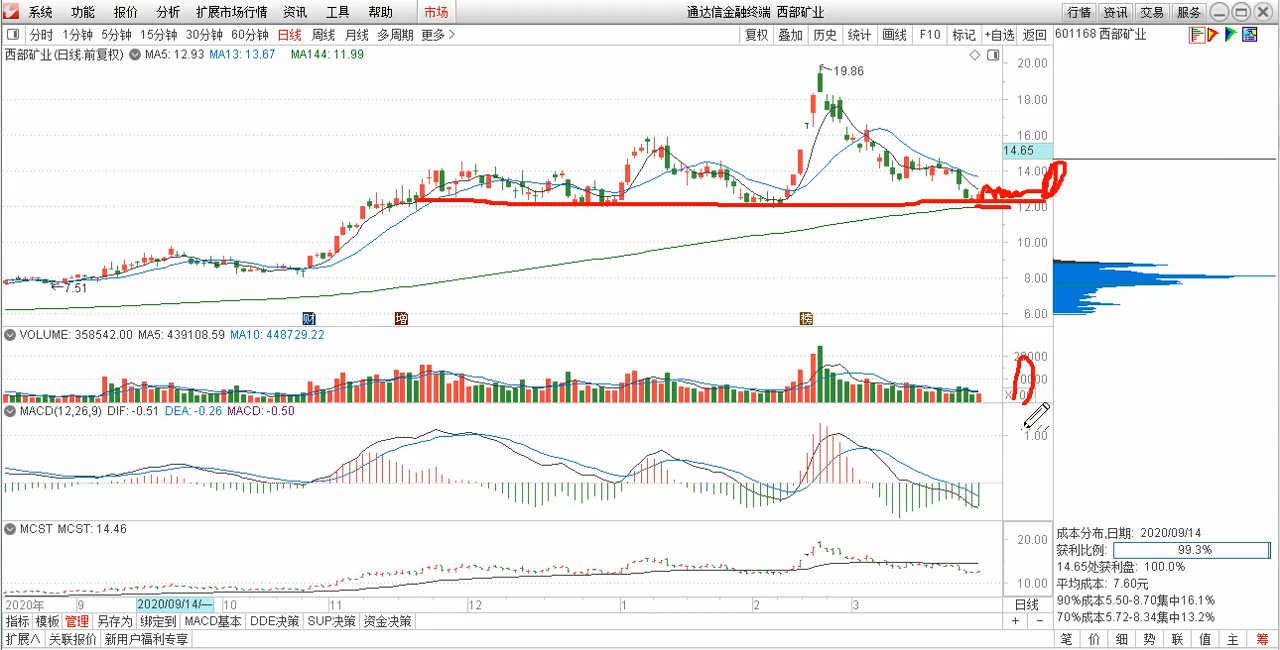 系统 功能 报价 分析 扩展市场行情 资讯 工具 帮助 市场 通达信金融终端 西部矿业 行情 资讯 交易 服务
分时 1分钟 5分钟 15分钟 30分钟 60分钟 日线 周线 月线 多周期 更多> 复权 叠加 历史 统计 画线 F10 标记 +自选 返回 601168 西部矿业
西部矿业(日线.前复权) MA5: 12.93 MA13: 13.67 MA144: 11.99
20.00
19.86
18.00
16.00
14.65
14.00
12.00
10.00
8.00
7.51
6.00
财 增 榜
VOLUME: 358542.00 MA5: 439108.59 MA10: 448729.22
MACD(12,26,9) DIF: -0.51 DEA: -0.26 MACD: -0.50
1.00
MCST MCST: 14.46
20.00
10.00
成本分布,日期: 2020/09/14
获利比例: 99.3%
14.65处获利盘: 100.0%
平均成本: 7.60元
90%成本5.50-8.70集中16.1%
70%成本5.72-8.34集中13.2%
2020年 9 2020/09/14/一 10 11 12 1 2 3 日线
指标 模板 管理 另存为 绑定到 MACD基本 DDE决策 SUP决策 资金决策 + -
扩展∧ 关联报价 新用户福利专享 笔 价 细 势 联 值 主 筹